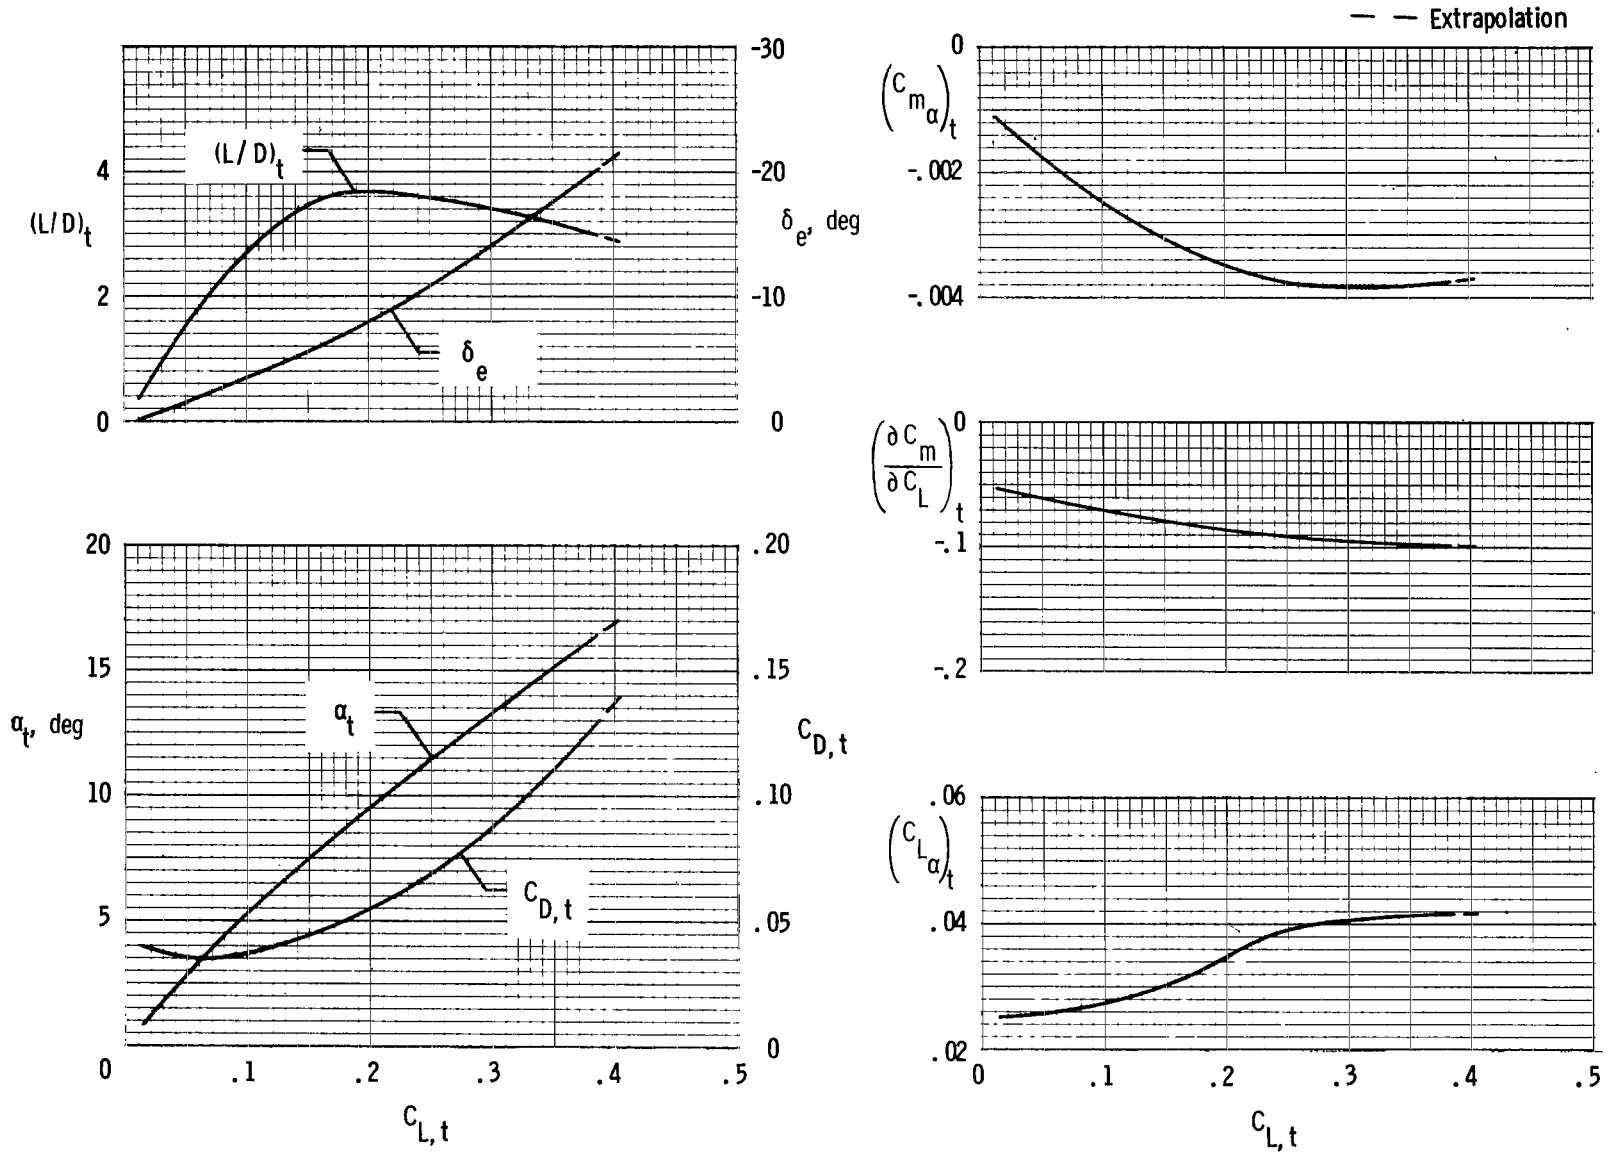 — — Extrapolation
-30
(L/D)t
4
-20
(L/D)t
δe, deg
2
-10
δe
0
0
20
.20
15
.15
αt, deg
αt
CD, t
10
.10
CD, t
5
.05
0
0
.1
.2
.3
.4
.5
CL, t
0
(Cmα)t
-.002
-.004
(∂Cm/∂CL)t
0
-.1
-.2
.06
(CLα)t
.04
.02
0
.1
.2
.3
.4
.5
CL, t